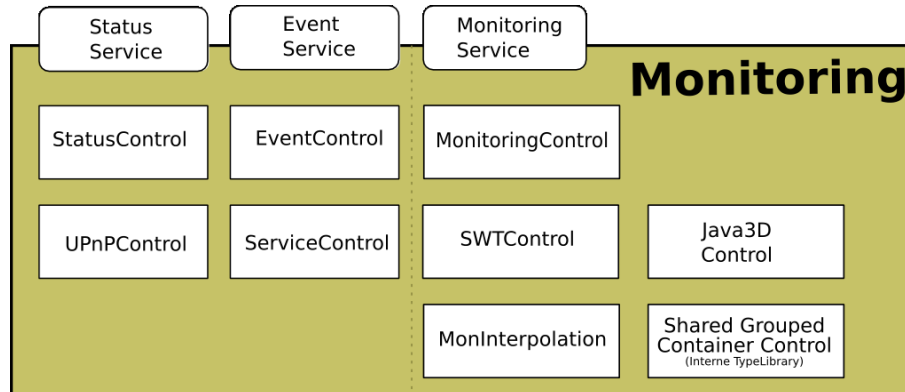 Status
Service
Event
Service
Monitoring
Service
Monitoring
StatusControl
EventControl
MonitoringControl
UPnPControl
ServiceControl
SWTControl
Java3D
Control
MonInterpolation
Shared Grouped
Container Control
(Interne TypeLibrary)